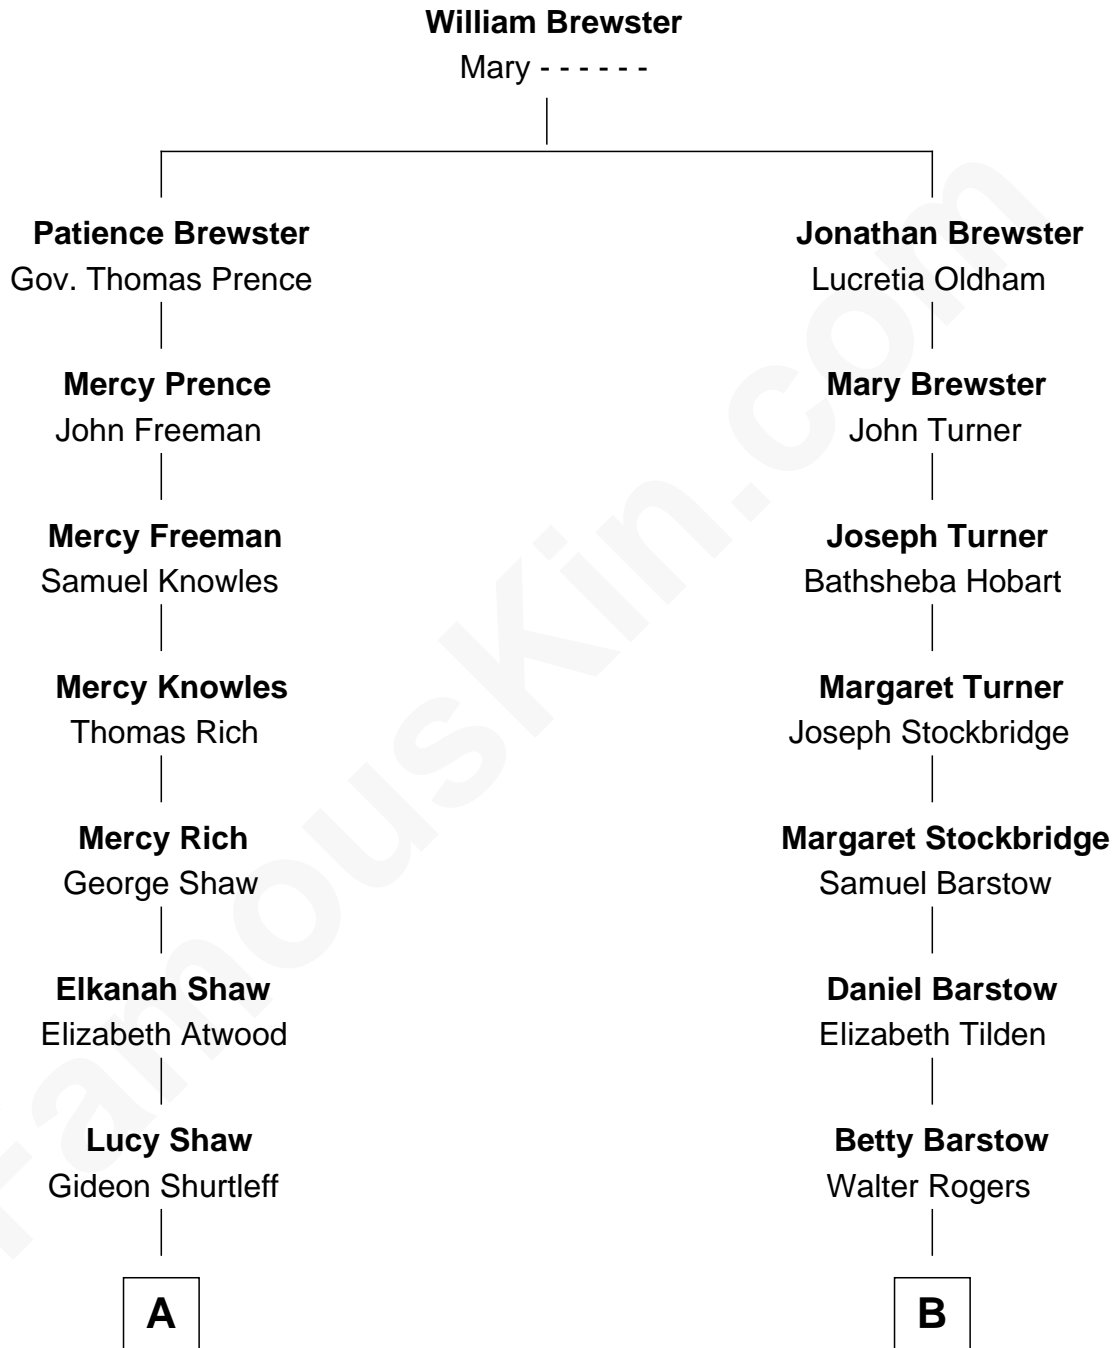 William Brewster
Mary - - - - - -
Patience Brewster
Gov. Thomas Prence
Jonathan Brewster
Lucretia Oldham
Mercy Prence
John Freeman
Mary Brewster
John Turner
Mercy Freeman
Samuel Knowles
Joseph Turner
Bathsheba Hobart
Mercy Knowles
Thomas Rich
Margaret Turner
Joseph Stockbridge
Mercy Rich
George Shaw
Margaret Stockbridge
Samuel Barstow
Elkanah Shaw
Elizabeth Atwood
Daniel Barstow
Elizabeth Tilden
Lucy Shaw
Gideon Shurtleff
Betty Barstow
Walter Rogers
A
B
FamousKin.com